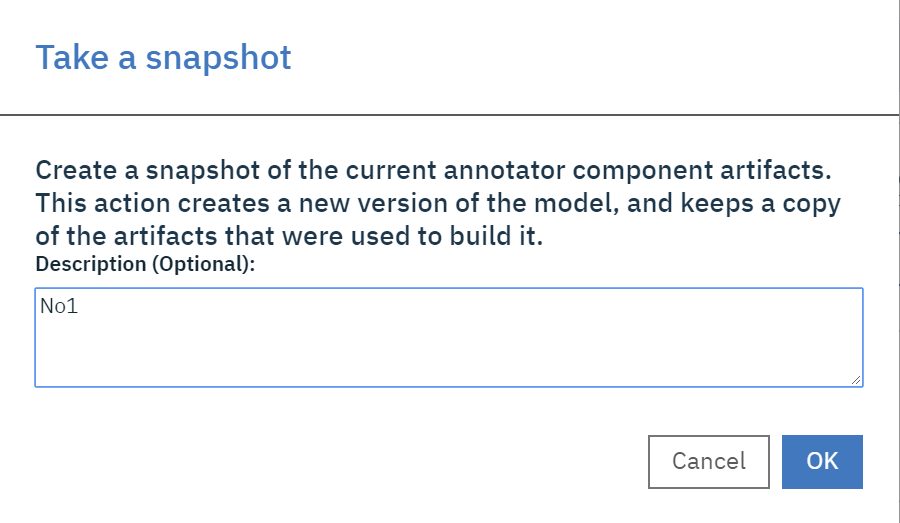 Take a snapshot
Create a snapshot of the current annotator component artifacts.
This action creates a new version of the model, and keeps a copy
of the artifacts that were used to build it.
Description (Optional):
No1
Cancel OK